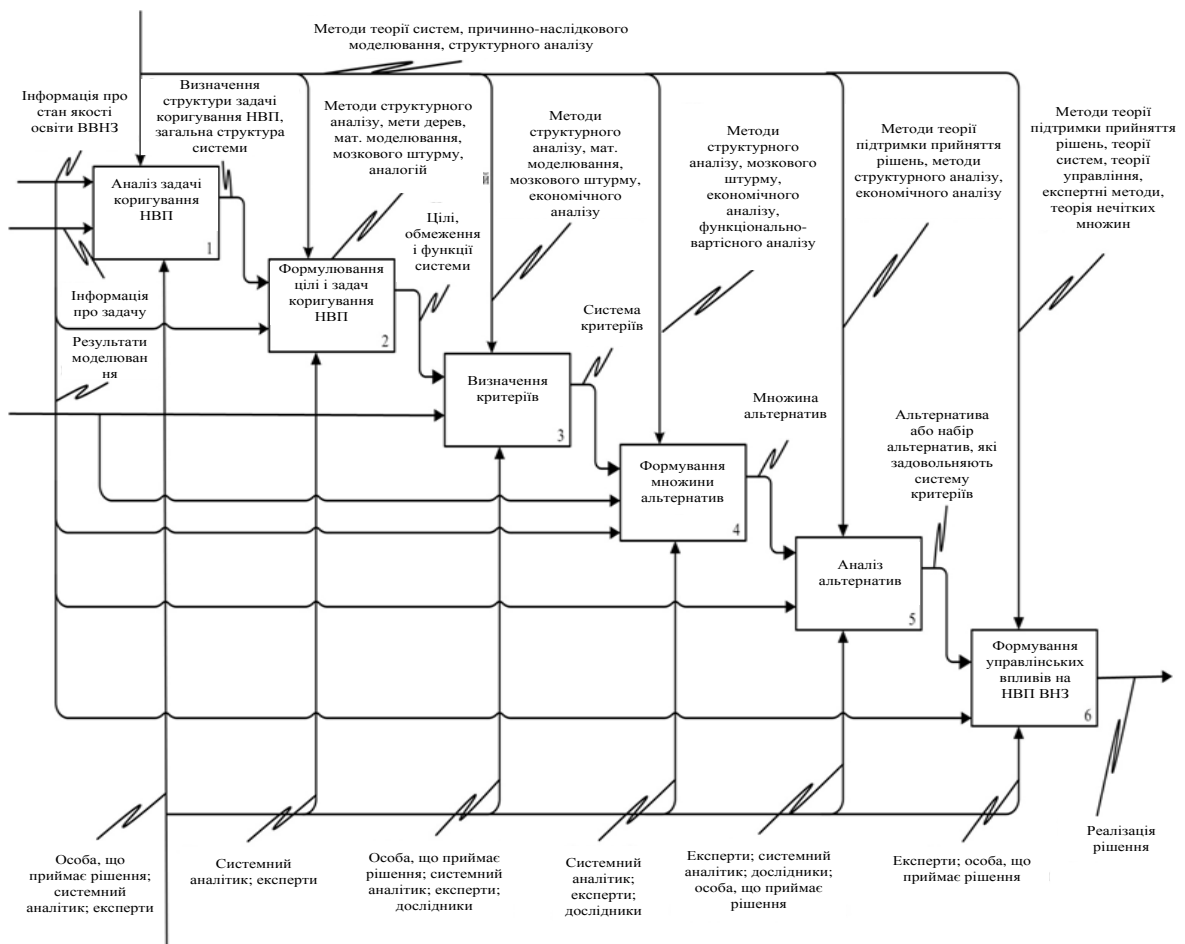 Методи теорії систем, причинно-наслідкового
моделювання, структурного аналізу
Інформація про
стан якості
освіти ВВНЗ
Визначення
структури задачі
коригування НВП,
загальна структура
системи
Методи структурного
аналізу, мети дерев,
мат. моделювання,
мозкового штурму,
аналогій
Методи
структурного
аналізу, мат.
моделювання,
мозкового штурму,
економічного
аналізу
Методи
структурного
аналізу, мозкового
штурму,
економічного
аналізу,
функціонально-
вартісного аналізу
Методи теорії
підтримки прийняття
рішень, методи
структурного аналізу,
економічного аналізу
Методи теорії
підтримки прийняття
рішень, теорії
систем, теорії
управління,
експертні методи,
теорія нечітких
множин
Аналіз задачі
коригування
НВП
1
Цілі,
обмеження
і функції
системи
Інформація
про задачу
Формулювання
цілі і задач
коригування
НВП
2
Система
критеріїв
Результати
моделюван
ня
Визначення
критеріїв
3
Множина
альтернатив
Альтернатива
або набір
альтернатив, які
задовольняють
систему
критеріїв
Формування
множини
альтернатив
4
Аналіз
альтернатив
5
Формування
управлінських
впливів на
НВП ВНЗ
6
Реалізація
рішення
Особа, що
приймає рішення;
системний
аналітик; експерти
Системний
аналітик; експерти
Особа, що приймає
рішення; системний
аналітик; експерти;
дослідники
Системний
аналітик;
експерти;
дослідники
Експерти; системний
аналітик; дослідники;
особа, що приймає
рішення
Експерти; особа, що
приймає рішення